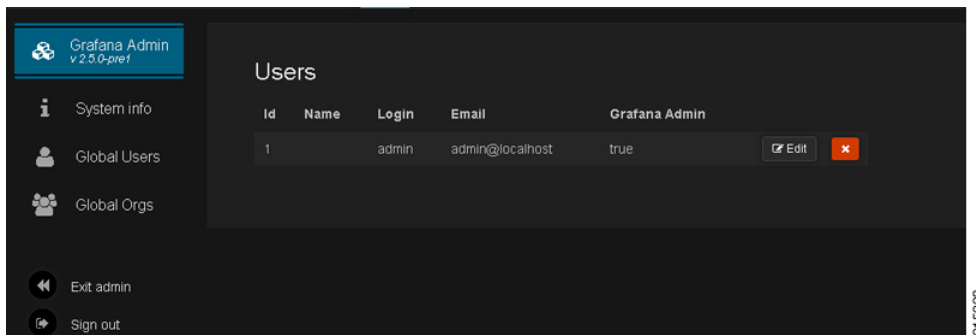 Grafana Admin
v 2.5.0-pre1
System info
Global Users
Global Orgs
Exit admin
Sign out
Users
Id Name Login Email Grafana Admin
1 admin admin@localhost true Edit